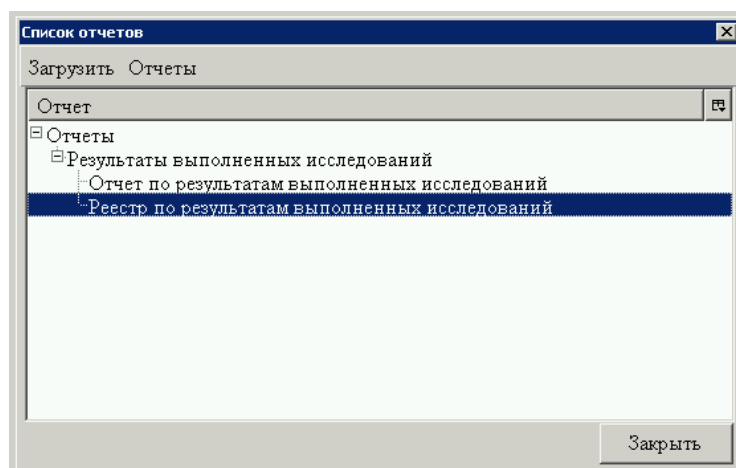 Список отчетов
Загрузить Отчеты
Отчет
Отчеты
Результаты выполненных исследований
Отчет по результатам выполненных исследований
Реестр по результатам выполненных исследований
Закрыть